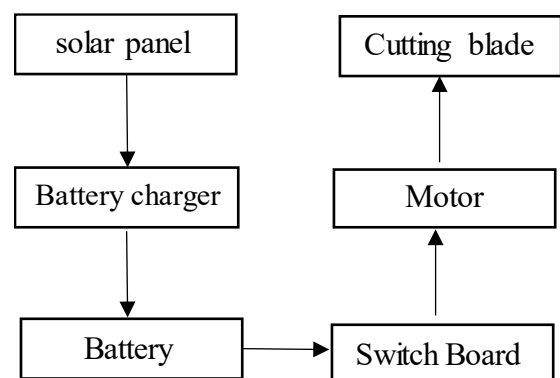 solar panel
Cutting blade
Battery charger
Motor
Battery
Switch Board